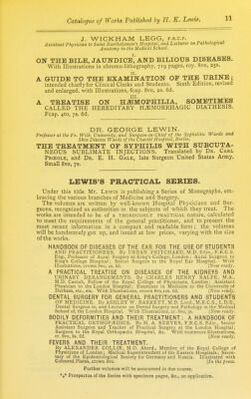 Catalogue of Works Published by H. K. Lewis. 11
J. WICKHAM LEGG, F.R.C.P.
Assistant Physician to Saint Bartholomew's Hospital, and Lecturer on Pathological
Anatomy in the Medical School.
I.
ON THE BILE, JAUNDICE, AND BILIOUS DISEASES.
With Illustrations in chromo-lithography, 719 pages, roy. 8vo, 25s.
II.
A GUIDE TO THE EXAMINATION OF THE URINE;
intended chiefly for Clinical Clerks and Students. Sixth Edition, revised
and enlarged, with Illustrations, fcap. 8vo, 2s. 6d.
III.
A TREATISE ON HÆMOPHILIA, SOMETIMES
CALLED THE HEREDITARY HÆMORRHAGIC DIATHESIS.
Fcap. 4to, 7s. 6d.
DR. GEORGE LEWIN.
Professor at the Fr. Wilh. University, and Surgeon-in-Chief of the Syphilitic Wards and
Skin Disease Wards of the Charité Hospital, Berlin.
THE TREATMENT OF SYPHILIS WITH SUBCUTA-
NEOUS SUBLIMATE INJECTIONS. Translated by DR. CARL
PRŒGLE, and DR. E. H. GALE, late Surgeon United States Army.
Small 8vo, 7s.
LEWIS'S PRACTICAL SERIES.
Under this title Mr. LEWIS is publishing a Series of Monographs, em-
bracing the various branches of Medicine and Surgery.
The volumes are written by well-known Hospital Physicians and Sur-
geons, recognized as authorities in the subjects of which they treat. The
works are intended to be of a THOROUGHLY PRACTICAL nature, calculated
to meet the requirements of the general practitioner, and to present the
most recent information in a compact and readable form; the volumes
will be handsomely got up, and issued at low prices, varying with the size
of the works.
HANDBOOK OF DISEASES OF THE EAR FOR THE USE OF STUDENTS
AND PRACTITIONERS. By URBAN PRITCHARD, M.D. Edin., F.R.C.S.
Eng., Professor of Aural Surgery at King's College, London; Aural Surgeon to
King's College Hospital; Senior Surgeon to the Royal Ear Hospital. With
Illustrations, crown 8vo,
A PRACTICAL TREATISE ON DISEASES OF THE KIDNEYS AND
URINARY DERANGEMENTS. By CHARLES HENRY RALFE, M.A.,
M.D. Cantab., Fellow of the Royal College of Physicians, London; Assistant
Physician to the London Hospital; Examiner in Medicine to the University of
Durham, etc., etc. With Illustrations, crown 8vo, [Now ready.
DENTAL SURGERY FOR GENERAL PRACTITIONERS AND STUDENTS
OF MEDICINE. By ASHLEY W. BARRETT, M.B. Lond., M.R.C.S., L.D.S.,
Dental Surgeon to, and Lecturer on Dental Surgery and Pathology in the Medical
School of, the London Hospital. With Illustrations, cr. 8vo, [Now ready.
BODILY DEFORMITIES AND THEIR TREATMENT. A HANDBOOK OF
PRACTICAL ORTHOPÆDICS. By H. A. REEVES, F.R.C.S. Edin., Senior
Assistant Surgeon and Teacher of Practical Surgery at the London Hospital;
Surgeon to the Royal Orthopædic Hospital, &c. With numerous Illustrations,
cr. 8vo, 8s. 6d. [Now ready.
FEVERS AND THEIR TREATMENT.
By ALEXANDER COLLIE, M.D. Aberd., Member of the Royal College of
Physicians of London; Medical Superintendent of the Eastern Hospitals; Secre-
tary of the Epidemiological Society for Germany and Russia. Illustrated with
Coloured Plates, crown 8vo. [In the press.
Further volumes will be announced in due course.
*** Prospectus of the Series with specimen pages, &c., on application.